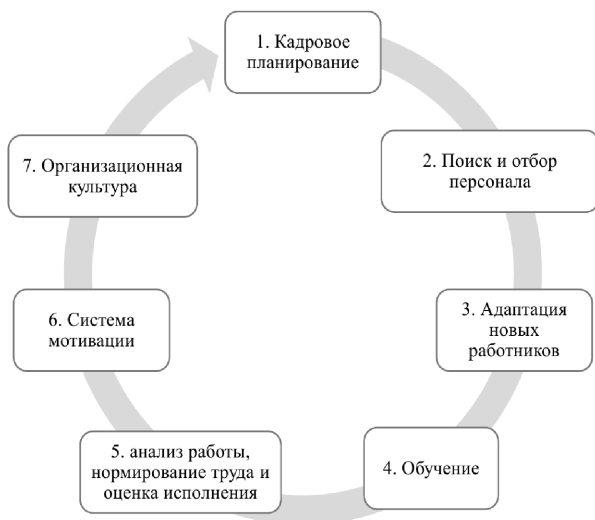 1. Кадровое
планирование
2. Поиск и отбор
персонала
3. Адаптация
новых
работников
4. Обучение
5. анализ работы,
нормирование труда и
оценка исполнения
6. Система
мотивации
7. Организационная
культура